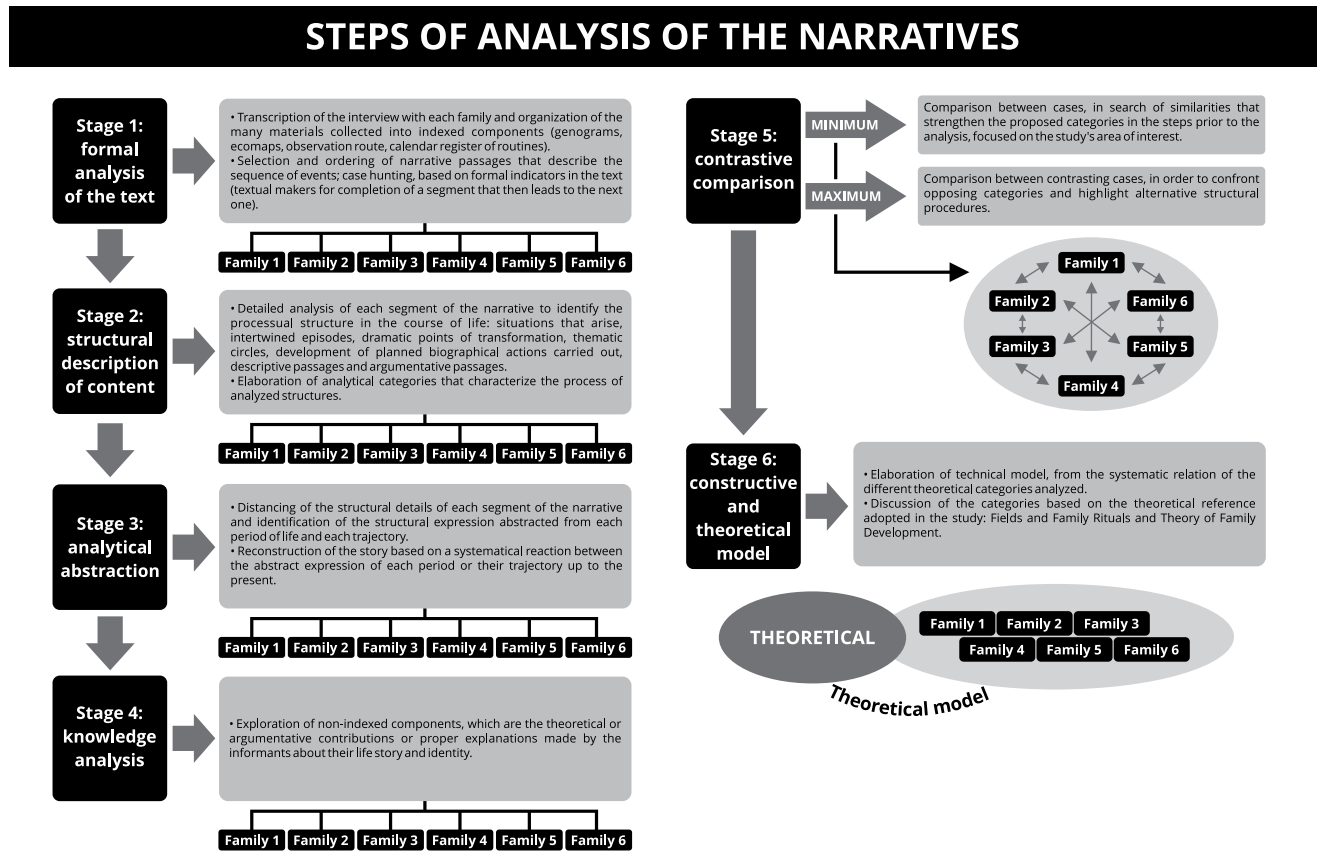 STEPS OF ANALYSIS OF THE NARRATIVES
Stage 1:
formal
analysis
of the text
• Transcription of the interview with each family and organization of the
many materials collected into indexed components (genograms,
ecomaps, observation route, calendar register of routines).
• Selection and ordering of narrative passages that describe the
sequence of events; case hunting, based on formal indicators in the text
(textual makers for completion of a segment that then leads to the next
one).
Family 1 Family 2 Family 3 Family 4 Family 5 Family 6
Stage 2:
structural
description
of content
• Detailed analysis of each segment of the narrative to identify the
processual structure in the course of life: situations that arise,
intertwined episodes, dramatic points of transformation, thematic
circles, development of planned biographical actions carried out,
descriptive passages and argumentative passages.
• Elaboration of analytical categories that characterize the process of
analyzed structures.
Family 1 Family 2 Family 3 Family 4 Family 5 Family 6
Stage 3:
analytical
abstraction
• Distancing of the structural details of each segment of the narrative
and identification of the structural expression abstracted from each
period of life and each trajectory.
• Reconstruction of the story based on a systematical reaction between
the abstract expression of each period or their trajectory up to the
present.
Family 1 Family 2 Family 3 Family 4 Family 5 Family 6
Stage 4:
knowledge
analysis
• Exploration of non-indexed components, which are the theoretical or
argumentative contributions or proper explanations made by the
informants about their life story and identity.
Family 1 Family 2 Family 3 Family 4 Family 5 Family 6
Stage 5:
contrastive
comparison
MINIMUM
Comparison between cases, in search of similarities that
strengthen the proposed categories in the steps prior to the
analysis, focused on the study's area of interest.
MAXIMUM
Comparison between contrasting cases, in order to confront
opposing categories and highlight alternative structural
procedures.
Family 1
Family 2 Family 6
Family 3 Family 5
Family 4
Stage 6:
constructive
and
theoretical
model
• Elaboration of technical model, from the systematic relation of the
different theoretical categories analyzed.
• Discussion of the categories based on the theoretical reference
adopted in the study: Fields and Family Rituals and Theory of Family
Development.
THEORETICAL
Family 1 Family 2 Family 3
Family 4 Family 5 Family 6
Theoretical model